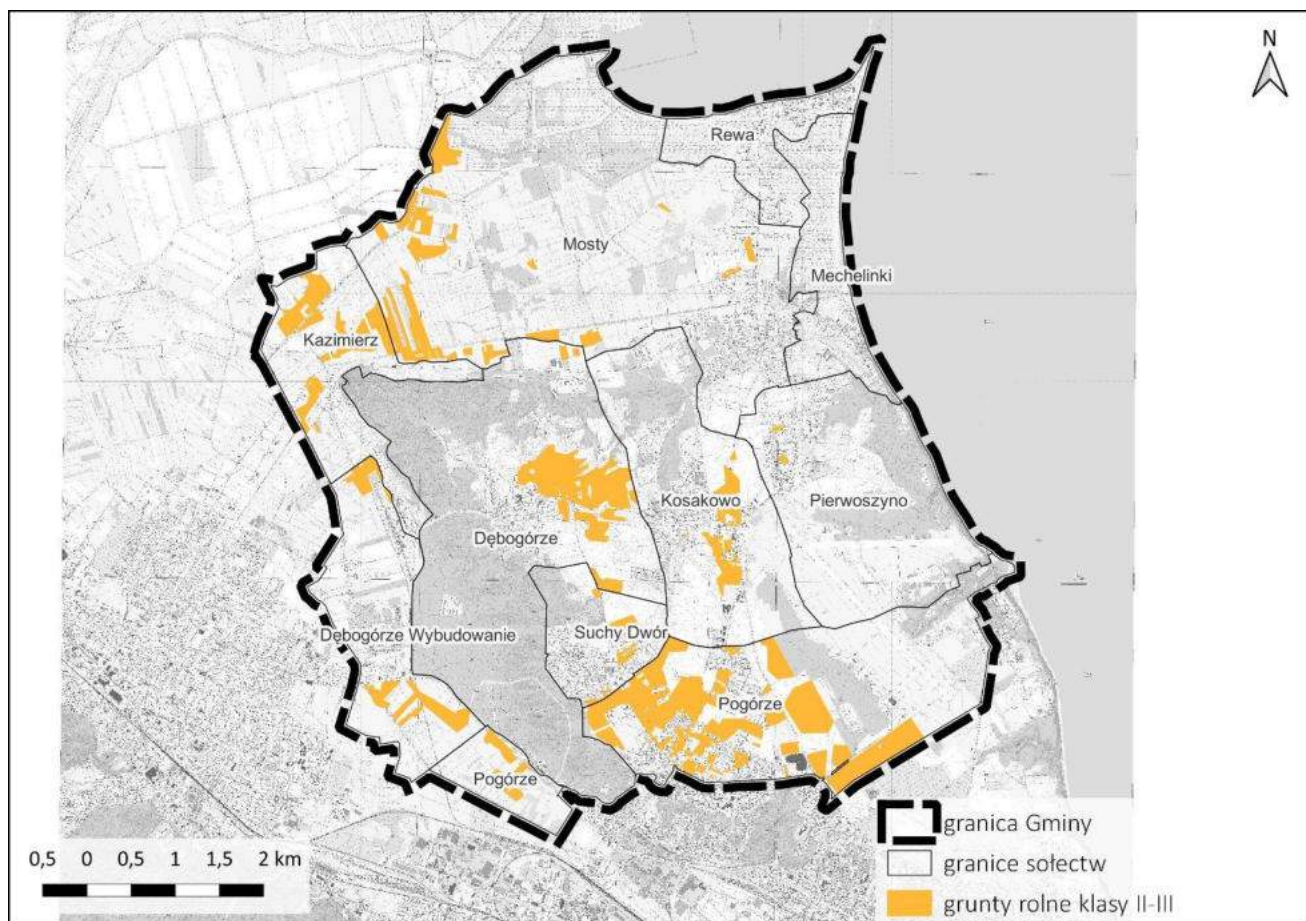 N
Rewa
Mosty
Mechelinki
Kazimierz
Kosakowo
Pierwoszyno
Dębogórze
Dębogórze Wybudowanie
Suchy Dwór
Pogórze
Pogórze
granica Gminy
granice sołectw
grunty rolne klasy II-III
0,5 0 0,5 1 1,5 2 km